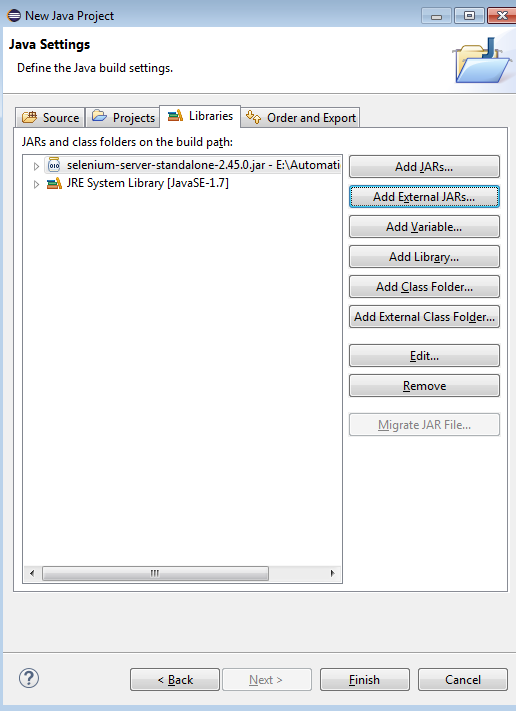 New Java Project
Java Settings
Define the Java build settings.
Source
Projects
Libraries
Order and Export
JARs and class folders on the build path:
selenium-server-standalone-2.45.0.jar - E:\Automati
JRE System Library [JavaSE-1.7]
Add JARs...
Add External JARs...
Add Variable...
Add Library...
Add Class Folder...
Add External Class Folder...
Edit...
Remove
Migrate JAR File...
?
< Back
Next >
Finish
Cancel